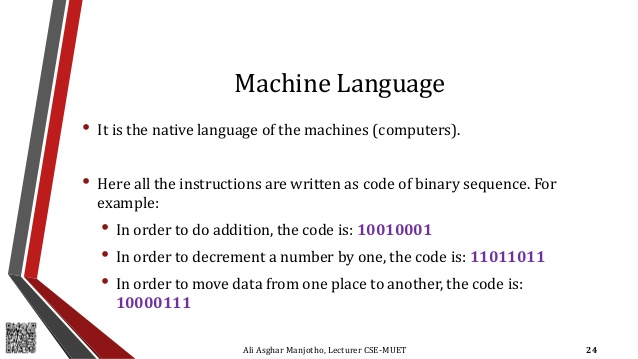 Machine Language
• It is the native language of the machines (computers).
• Here all the instructions are written as code of binary sequence. For
example:
• In order to do addition, the code is: 10010001
• In order to decrement a number by one, the code is: 11011011
• In order to move data from one place to another, the code is:
10000111
Ali Asghar Manjotho, Lecturer CSE-MUET
24